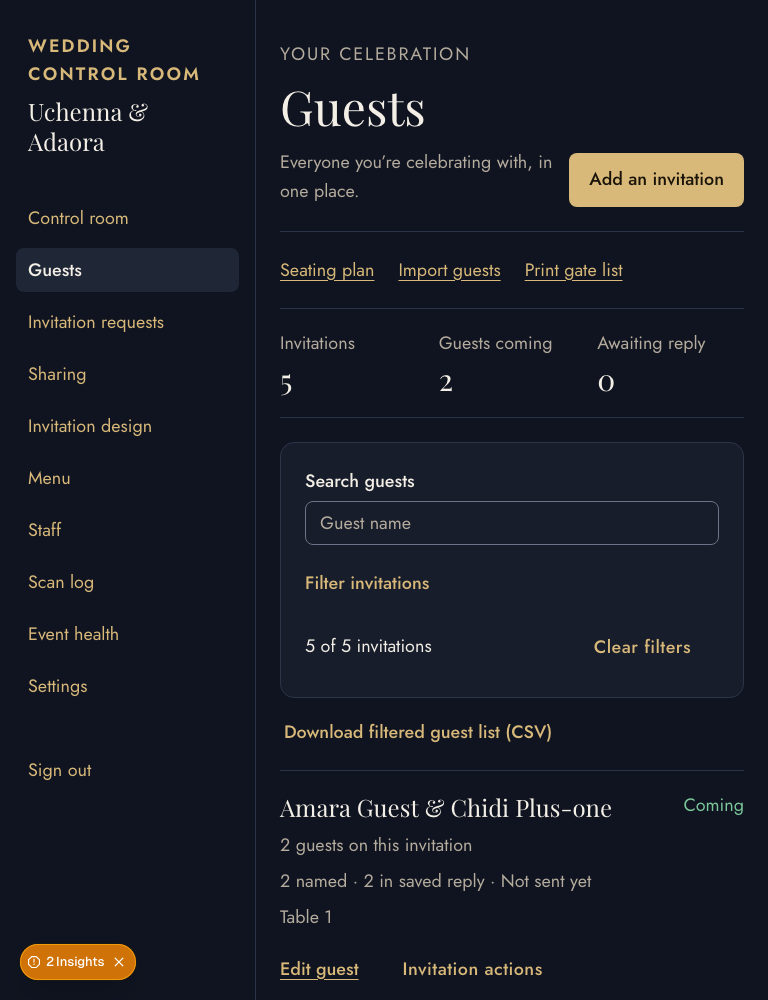 WEDDING
CONTROL ROOM
Uchenna &
Adaora
Control room
Guests
Invitation requests
Sharing
Invitation design
Menu
Staff
Scan log
Event health
Settings
Sign out
2 Insights
YOUR CELEBRATION
Guests
Everyone you’re celebrating with, in
one place.
Add an invitation
Seating plan Import guests Print gate list
Invitations Guests coming Awaiting reply
5 2 0
Search guests
Guest name
Filter invitations
5 of 5 invitations Clear filters
Download filtered guest list (CSV)
Amara Guest & Chidi Plus-one Coming
2 guests on this invitation
2 named · 2 in saved reply · Not sent yet
Table 1
Edit guest Invitation actions